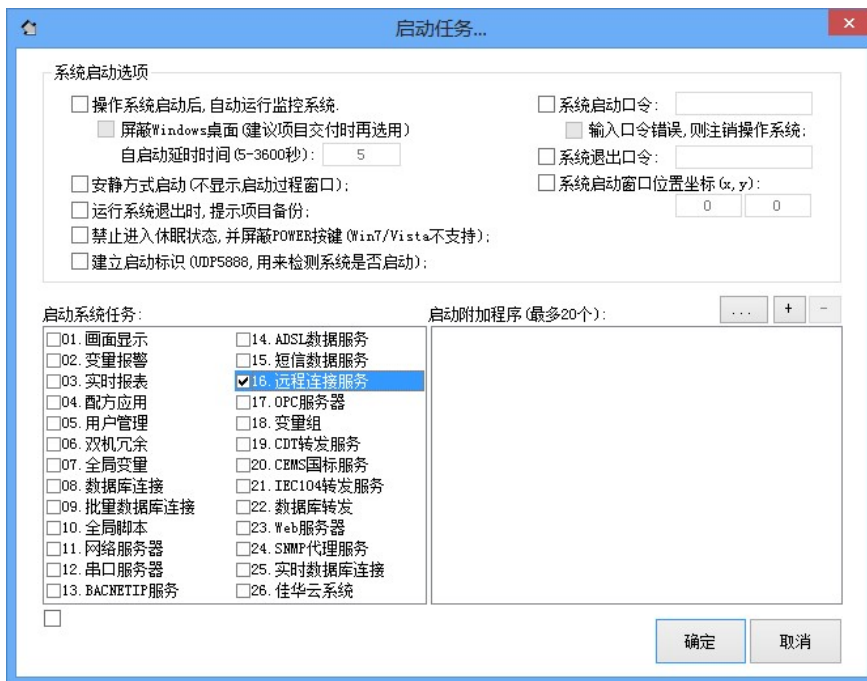 启动任务...
系统启动选项
操作系统启动后,自动运行监控系统.
屏蔽Windows桌面(建议项目交付时再选用)
自启动延时时间(5-3600秒): 5
安静方式启动(不显示启动过程窗口);
运行系统退出时,提示项目备份;
禁止进入休眠状态,并屏蔽POWER按键(Win7/Vista不支持);
建立启动标识(UDP5888,用来检测系统是否启动);
系统启动口令:
输入口令错误,则注销操作系统;
系统退出口令:
系统启动窗口位置坐标(x,y):
0 0
启动系统任务:
01.画面显示
02.变量报警
03.实时报表
04.配方应用
05.用户管理
06.双机冗余
07.全局变量
08.数据库连接
09.批量数据库连接
10.全局脚本
11.网络服务器
12.串口服务器
13.BACNETIP服务
14.ADSL数据服务
15.短信数据服务
16.远程连接服务
17.OPC服务器
18.变量组
19.CDT转发服务
20.CEMS国标服务
21.IEC104转发服务
22.数据库转发
23.Web服务器
24.SNMP代理服务
25.实时数据库连接
26.佳华云系统
启动附加程序(最多20个):
... + -
确定 取消